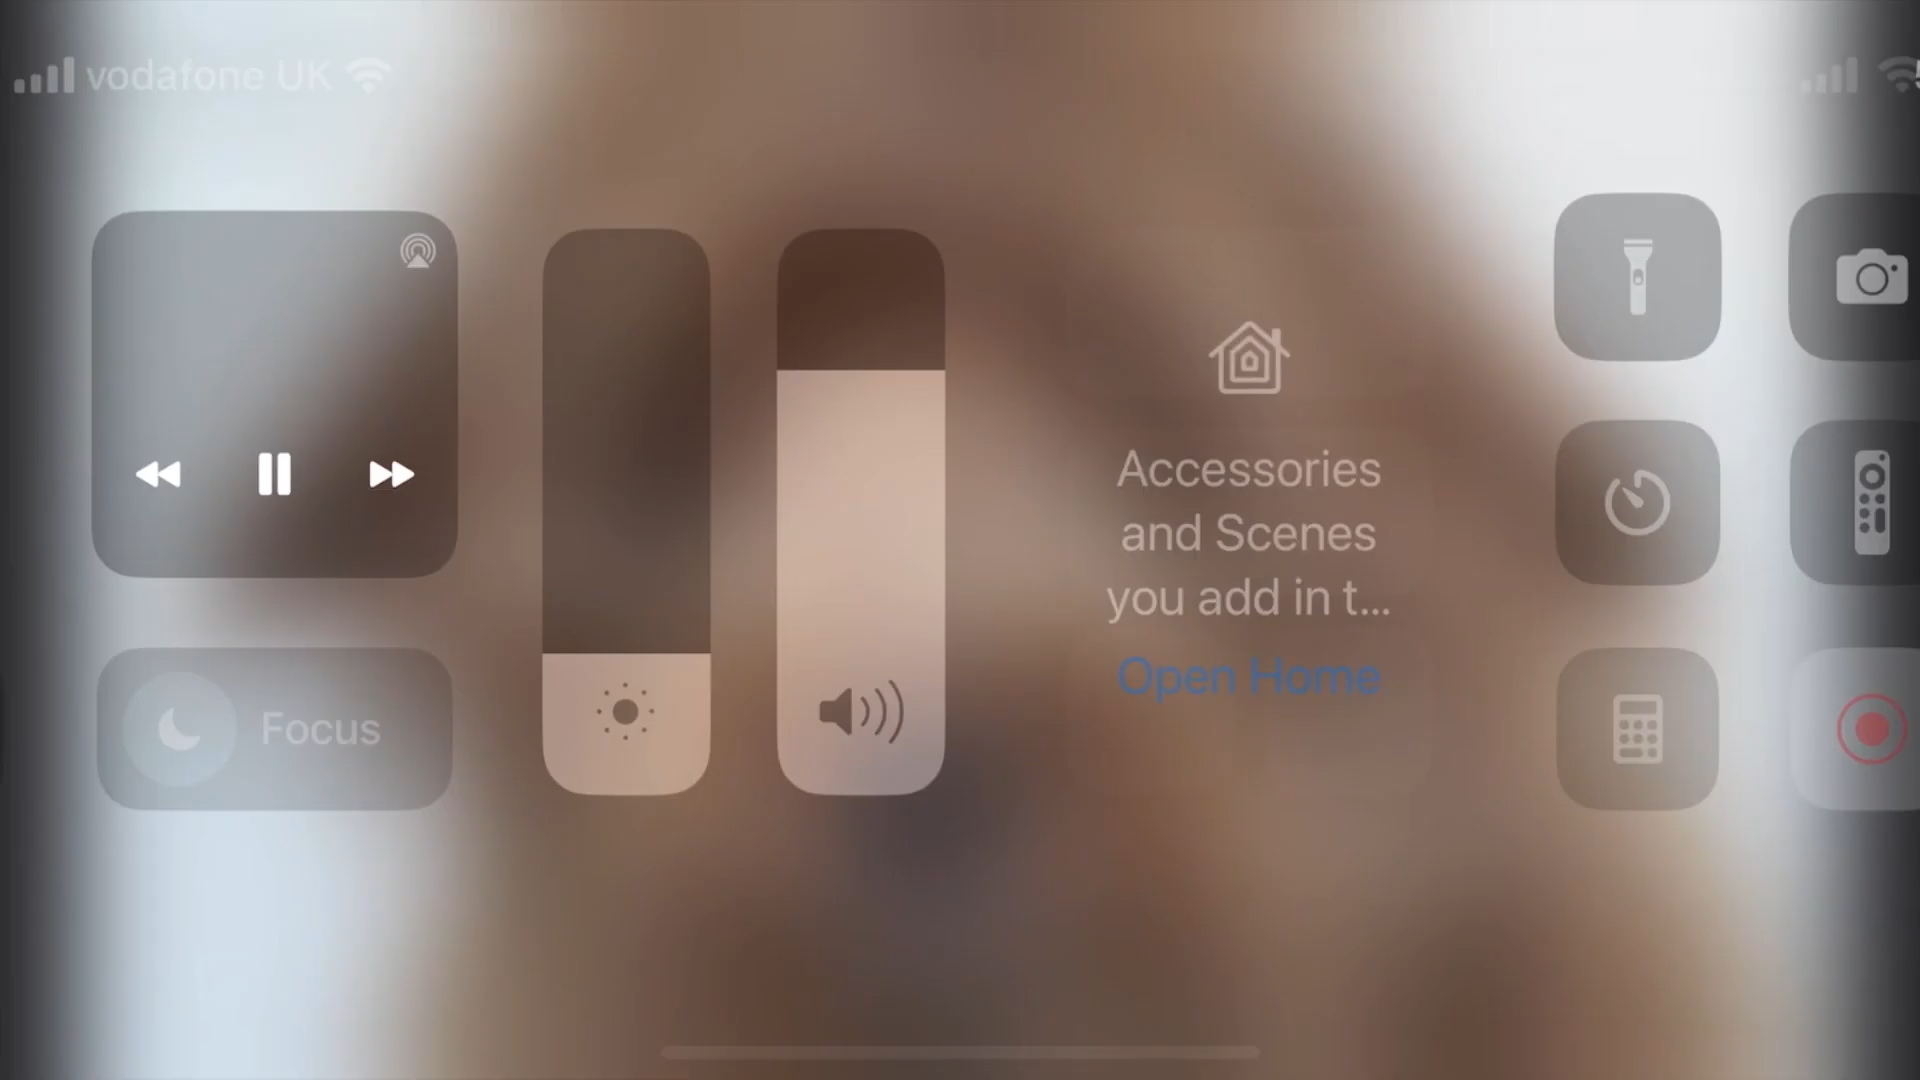 vodafone UK
Accessories
and Scenes
you add in t...
Open Home
Focus